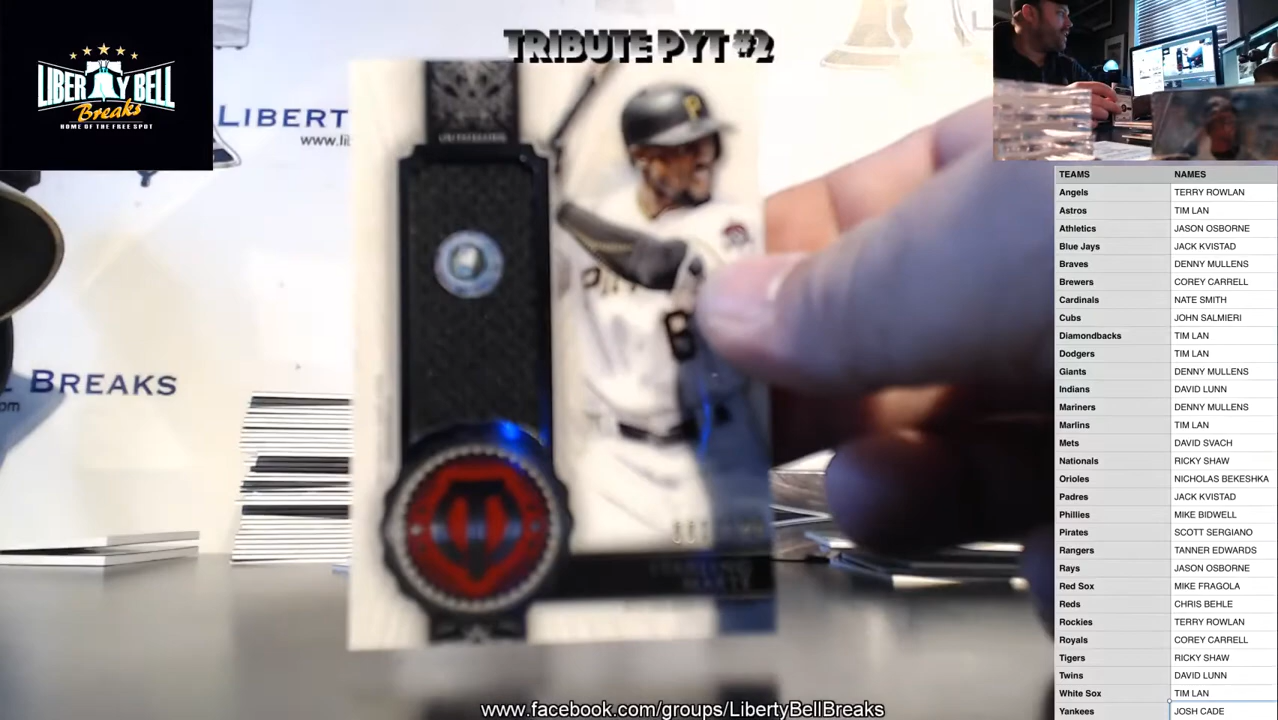 TRIBUTE PYT #2
LIBERTY BELL
Breaks
HOME OF THE FREE SPOT
LIBERT
www.li
L BREAKS
om
P
6
STARLING
MARTE
TEAMS NAMES
Angels TERRY ROWLAN
Astros TIM LAN
Athletics JASON OSBORNE
Blue Jays JACK KVISTAD
Braves DENNY MULLENS
Brewers COREY CARRELL
Cardinals NATE SMITH
Cubs JOHN SALMIERI
Diamondbacks TIM LAN
Dodgers TIM LAN
Giants DENNY MULLENS
Indians DAVID LUNN
Mariners DENNY MULLENS
Marlins TIM LAN
Mets DAVID SVACH
Nationals RICKY SHAW
Orioles NICHOLAS BEKESHKA
Padres JACK KVISTAD
Phillies MIKE BIDWELL
Pirates SCOTT SERGIANO
Rangers TANNER EDWARDS
Rays JASON OSBORNE
Red Sox MIKE FRAGOLA
Reds CHRIS BEHLE
Rockies TERRY ROWLAN
Royals COREY CARRELL
Tigers RICKY SHAW
Twins DAVID LUNN
White Sox TIM LAN
Yankees JOSH CADE
www.facebook.com/groups/LibertyBellBreaks